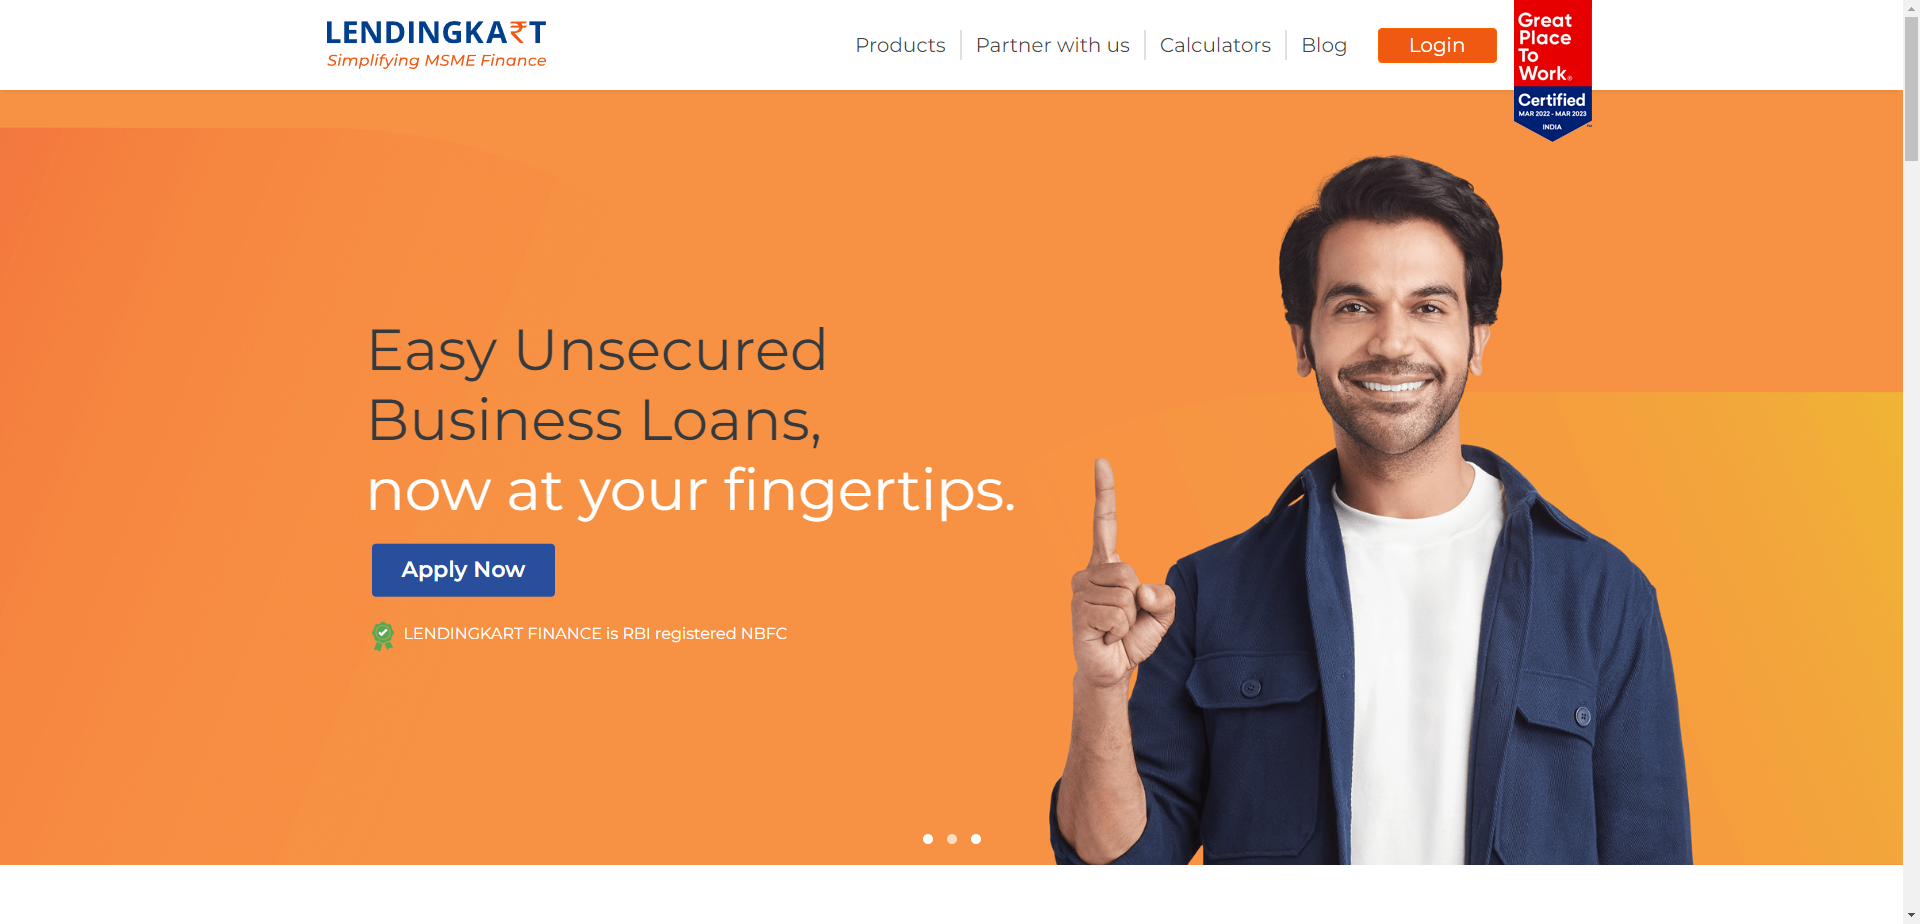 LENDINGKA₹T
Simplifying MSME Finance
Products
Partner with us
Calculators
Blog
Login
Great
Place
To
Work®
Certified
MAR 2022 - MAR 2023
INDIA
™
Easy Unsecured
Business Loans,
now at your fingertips.
Apply Now
LENDINGKART FINANCE is RBI registered NBFC